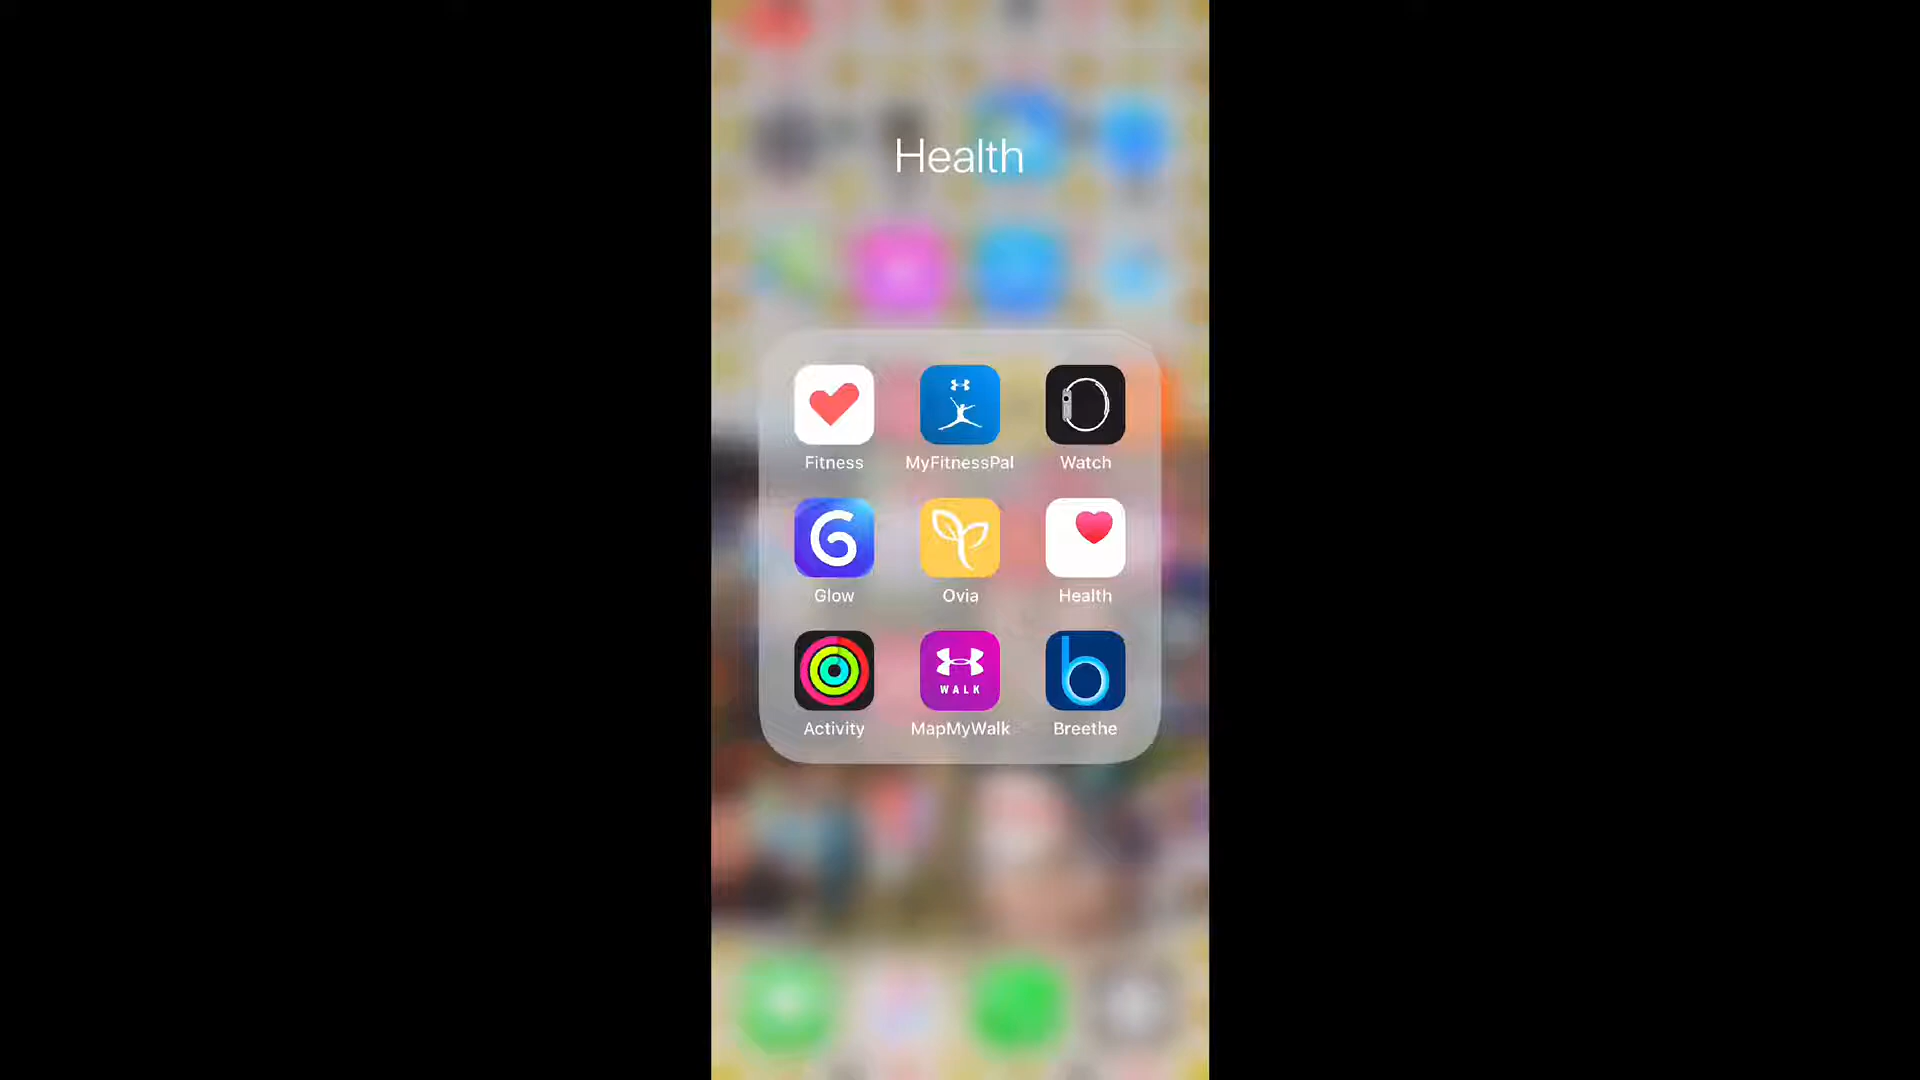 Health
Fitness
MyFitnessPal
Watch
Glow
Ovia
Health
WALK
Activity
MapMyWalk
Breethe